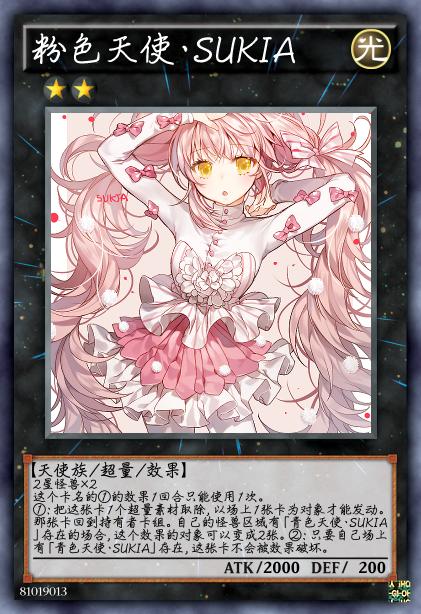 粉色天使·SUKIA
光
SUKIA
【天使族/超量/效果】
2星怪兽×2
这个卡名的①的效果1回合只能使用1次。
①:把这张卡1个超量素材取除,以场上1张卡为对象才能发动。
那张卡回到持有者卡组。自己的怪兽区域有「青色天使·SUKIA
」存在的场合,这个效果的对象可以变成2张。②:只要自己场上
有「青色天使·SUKIA」存在,这张卡不会被效果破坏。
ATK/2000 DEF/ 200
81019013